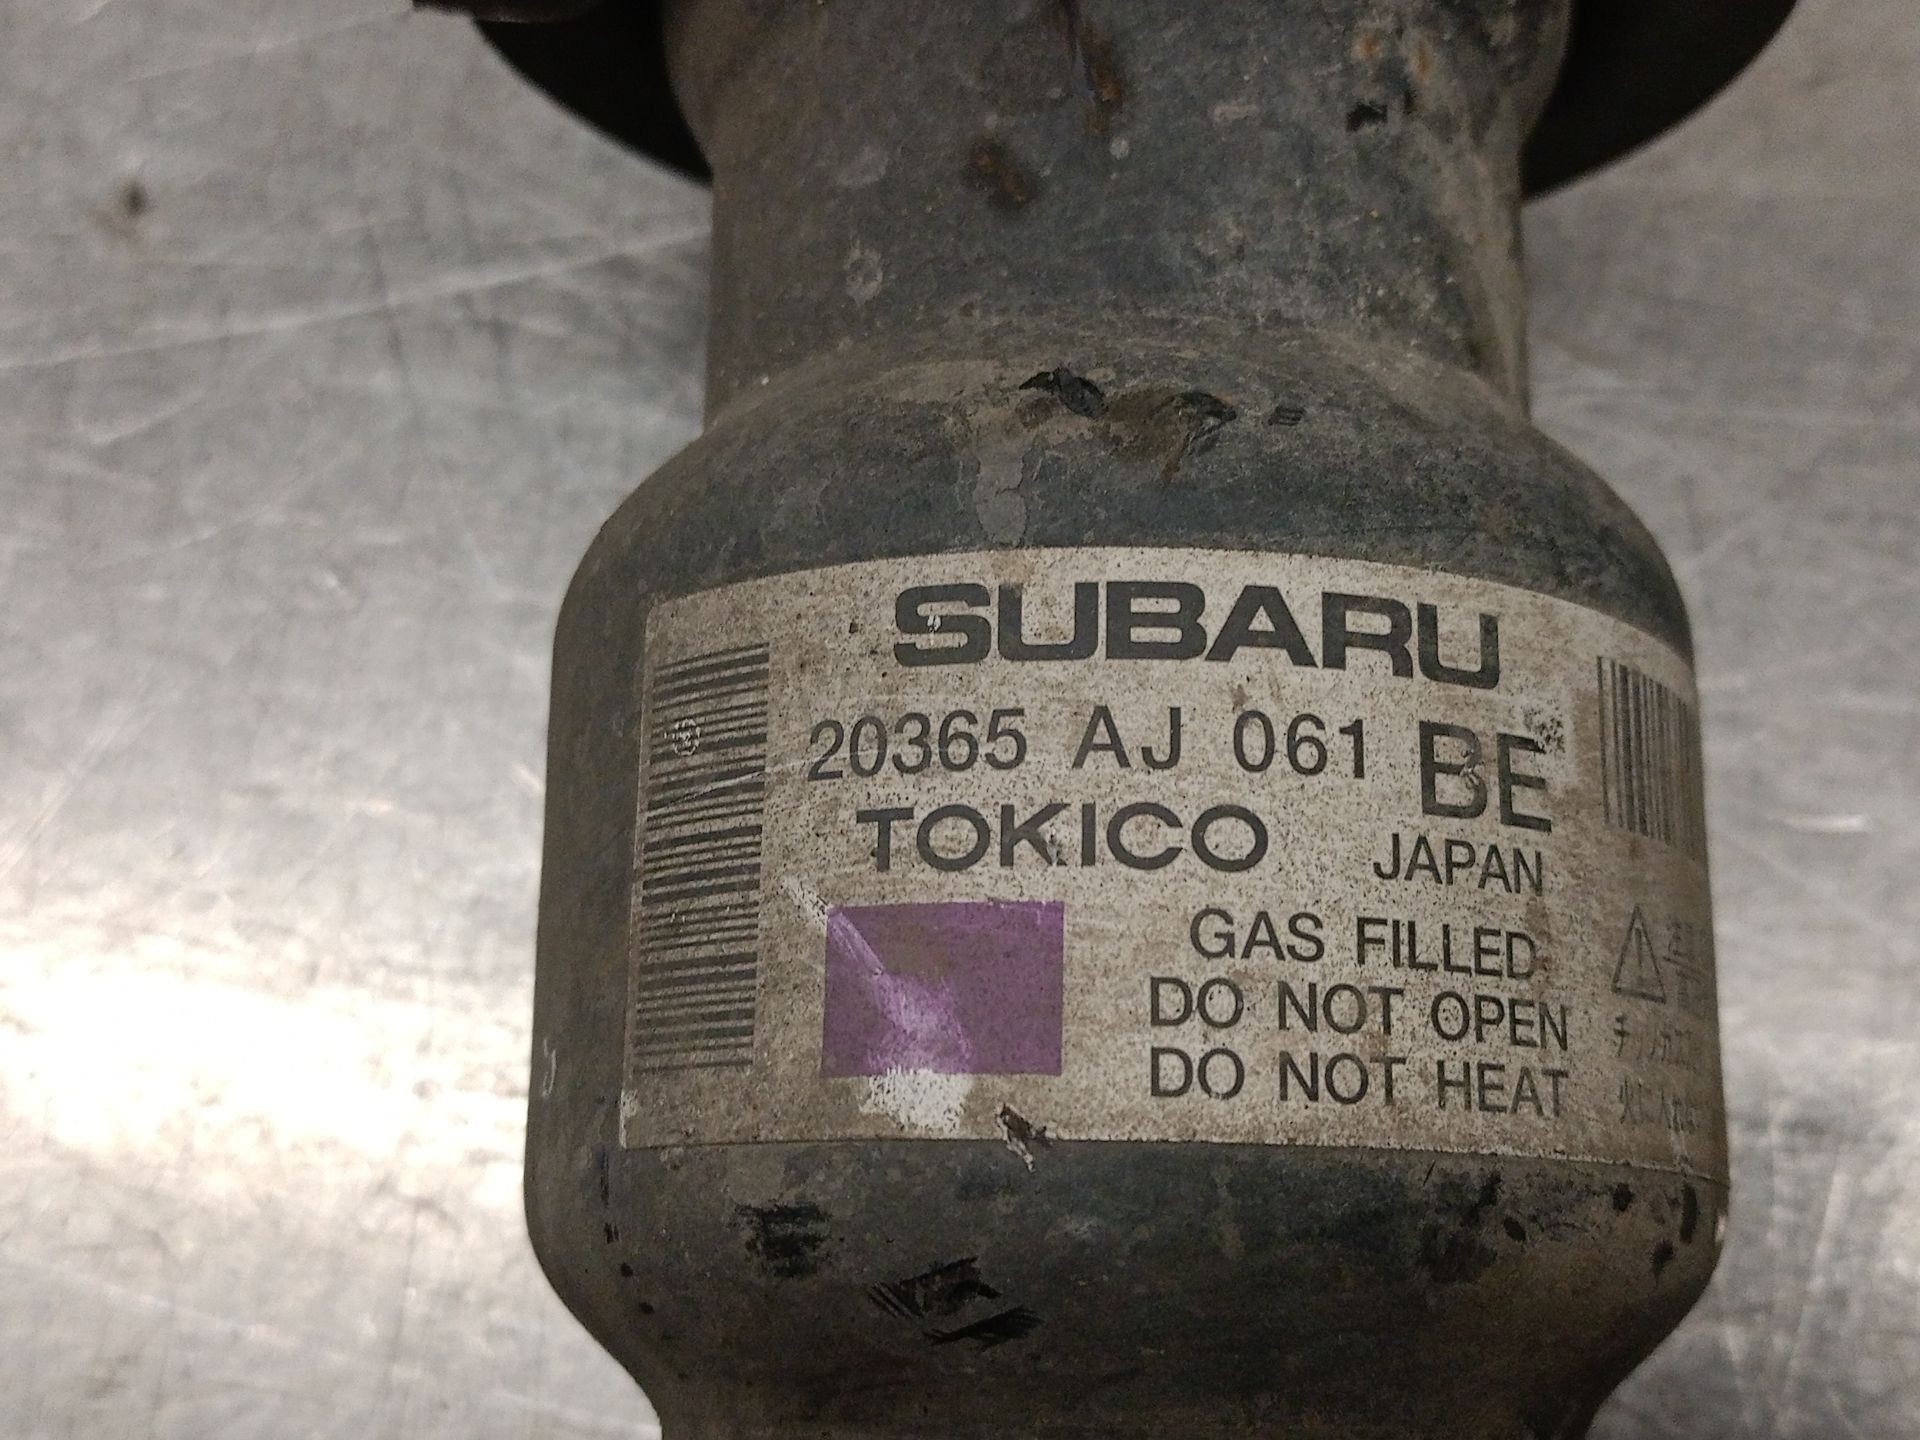 SUBARU
20365 AJ 061 BE
TOKICO
JAPAN
GAS FILLED
DO NOT OPEN
DO NOT HEAT